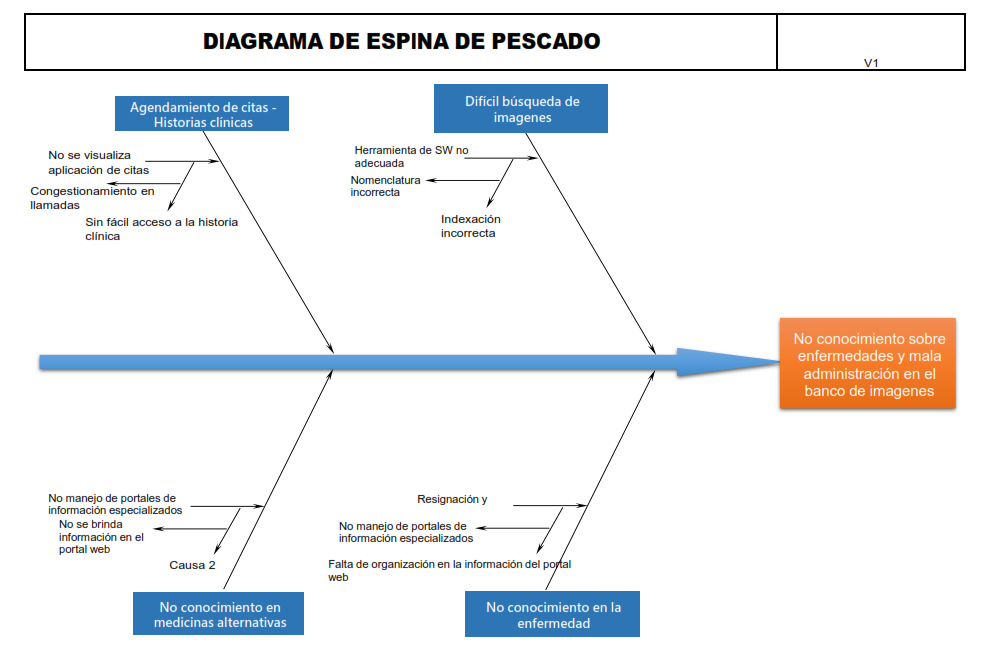 DIAGRAMA DE ESPINA DE PESCADO
V1
Agendamiento de citas -
Historias clínicas
Difícil búsqueda de
imagenes
No se visualiza
aplicación de citas
Congestionamiento en
llamadas
Sin fácil acceso a la historia
clínica
Herramienta de SW no
adecuada
Nomenclatura
incorrecta
Indexación
incorrecta
No conocimiento sobre
enfermedades y mala
administración en el
banco de imagenes
No manejo de portales de
información especializados
No se brinda
información en el
portal web
Causa 2
Resignación y
No manejo de portales de
información especializados
Falta de organización en la información del portal
web
No conocimiento en
medicinas alternativas
No conocimiento en la
enfermedad